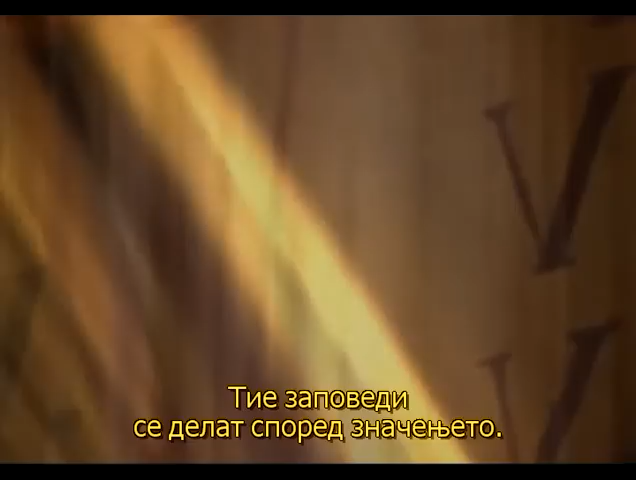 V
V
Тие заповеди
се делат според значењето.